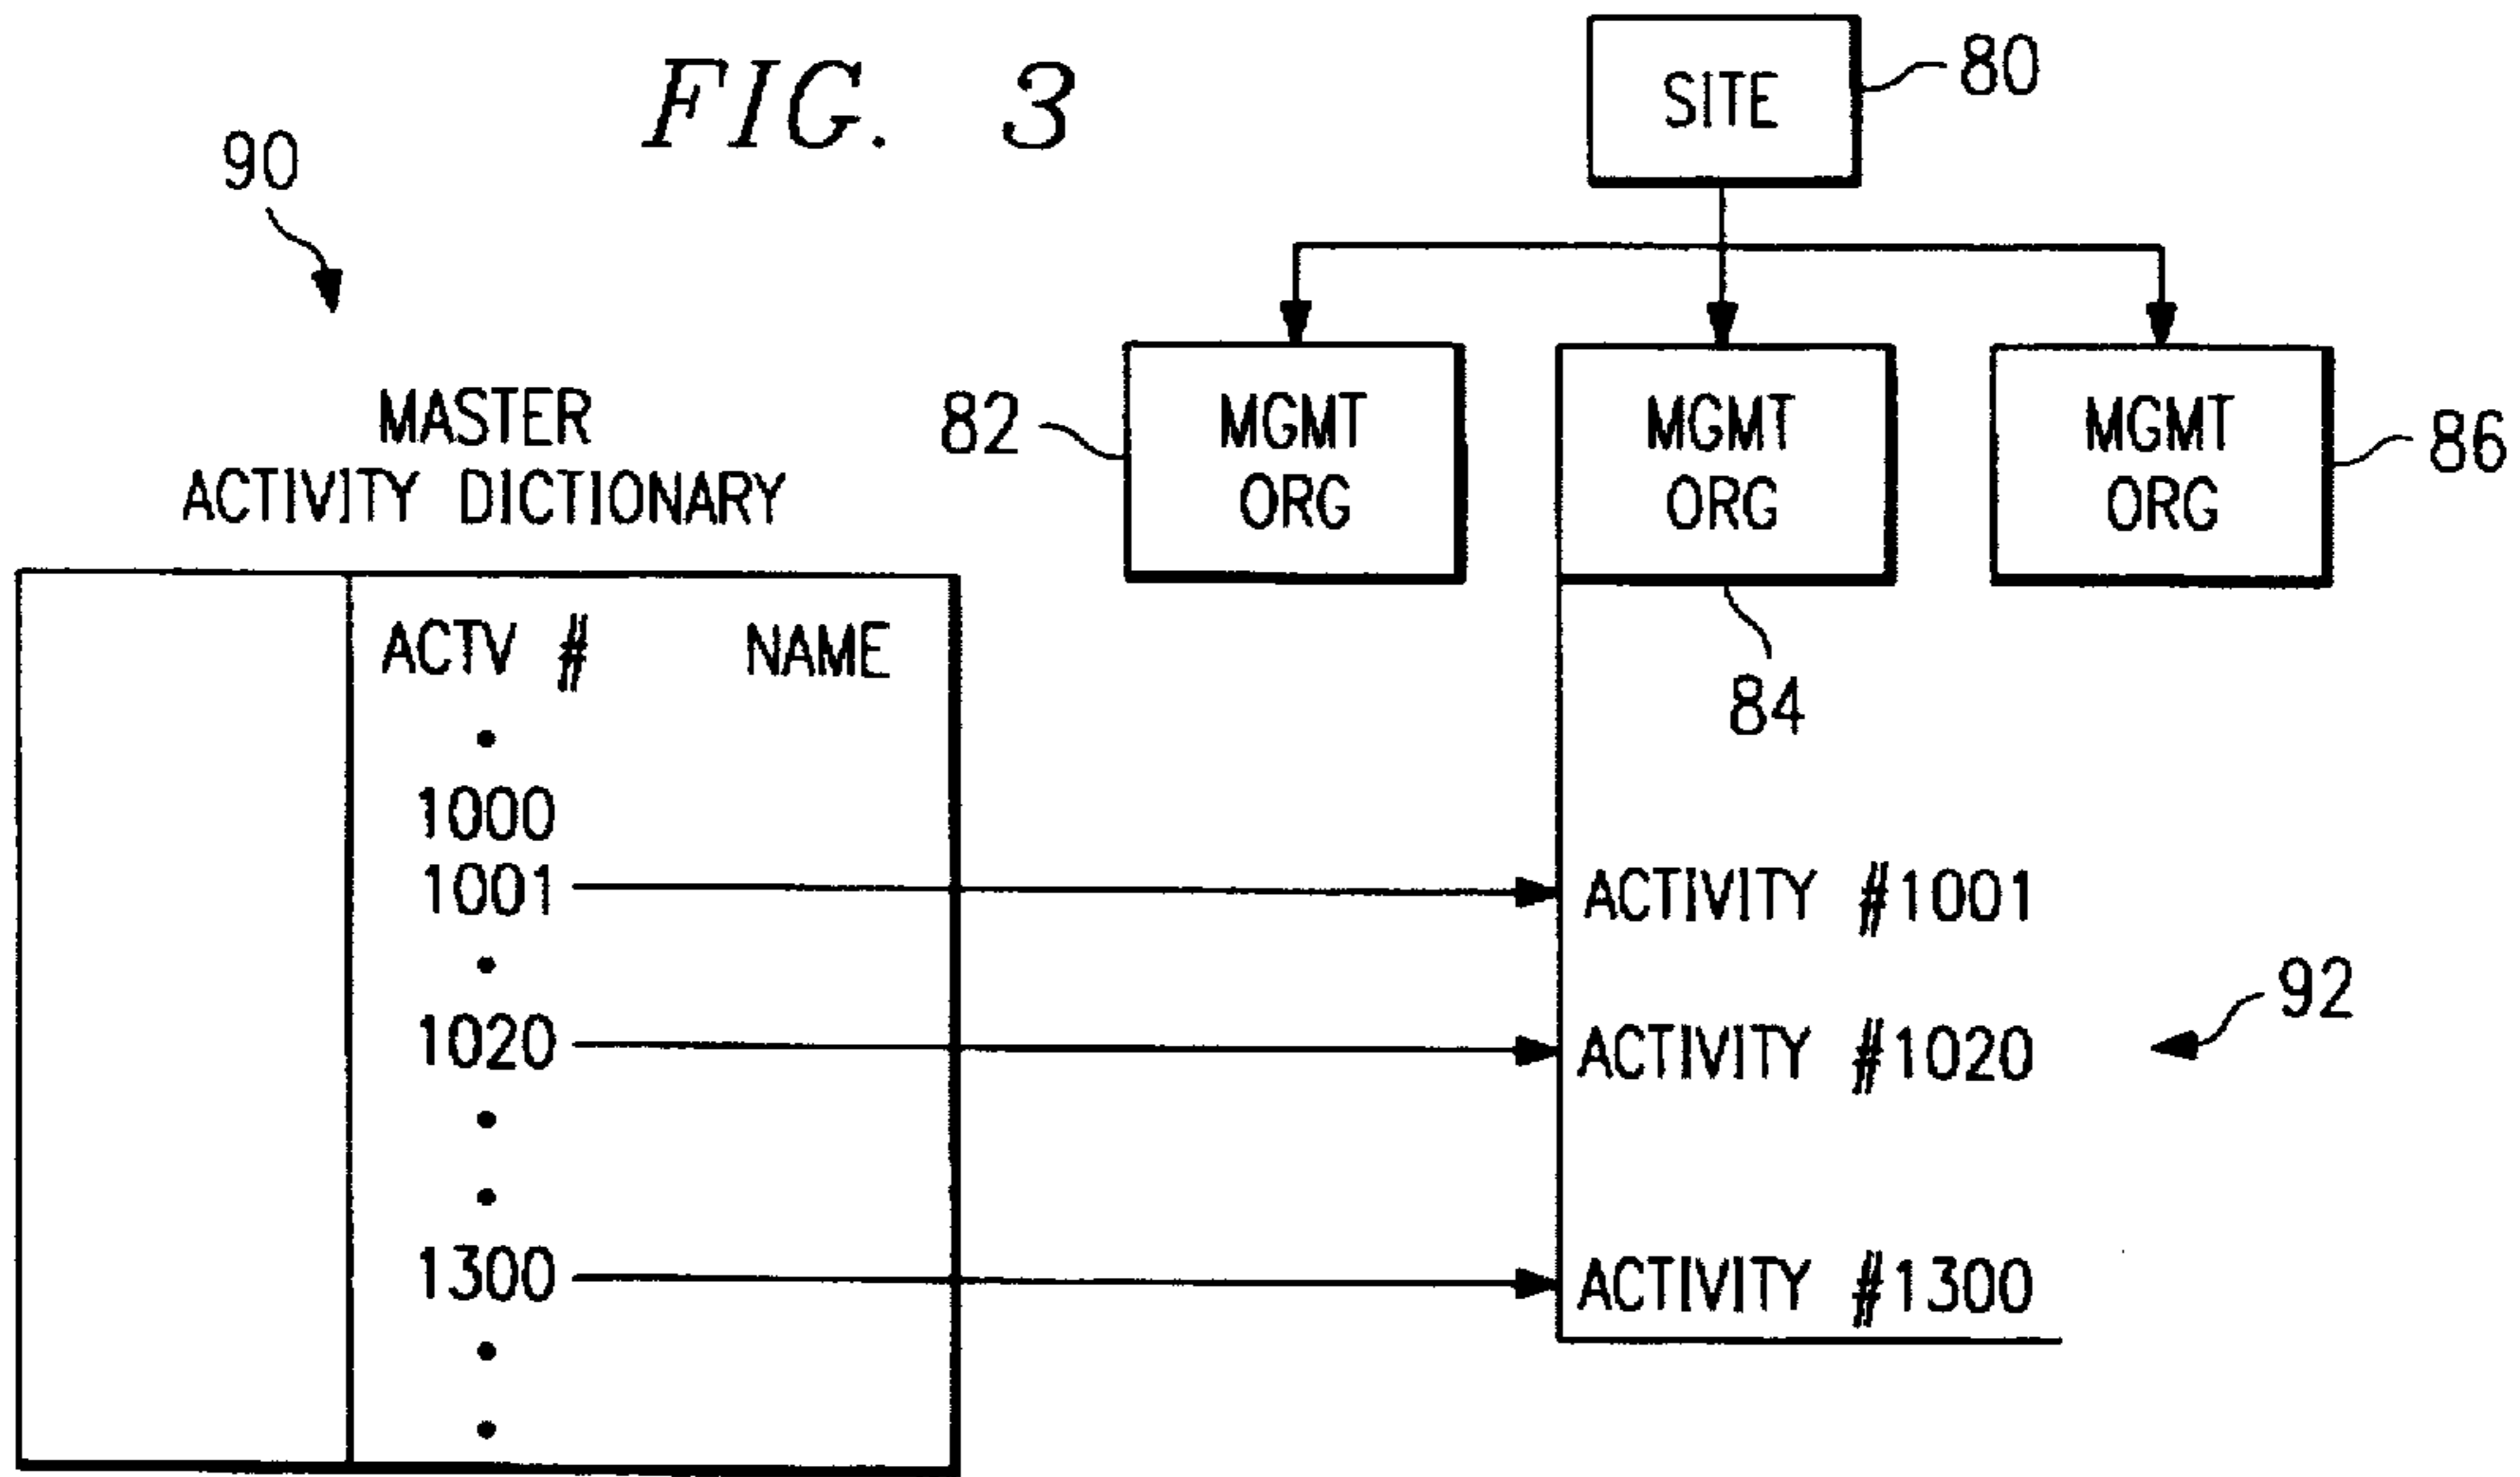 FIG. 3
SITE
80
90
82
MGMT
ORG
MGMT
ORG
MGMT
ORG
86
84
MASTER
ACTIVITY DICTIONARY
ACTV # NAME
1000
1001
1020
1300
ACTIVITY #1001
ACTIVITY #1020
ACTIVITY #1300
92